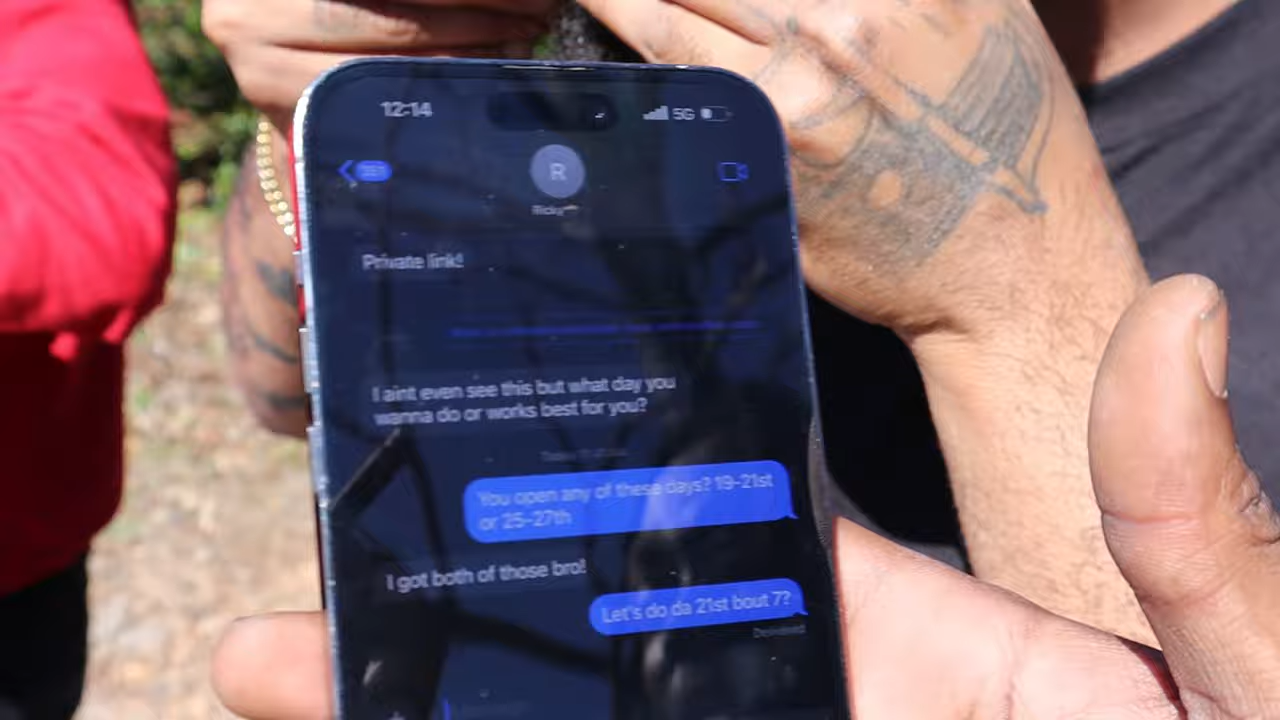 12:14
5G
R
Ricky
Private link!
I aint even see this but what day you
wanna do or works best for you?
You open any of these days? 19-21st
or 25-27th
I got both of those bro!
Let's do da 21st bout 7?
Delivered